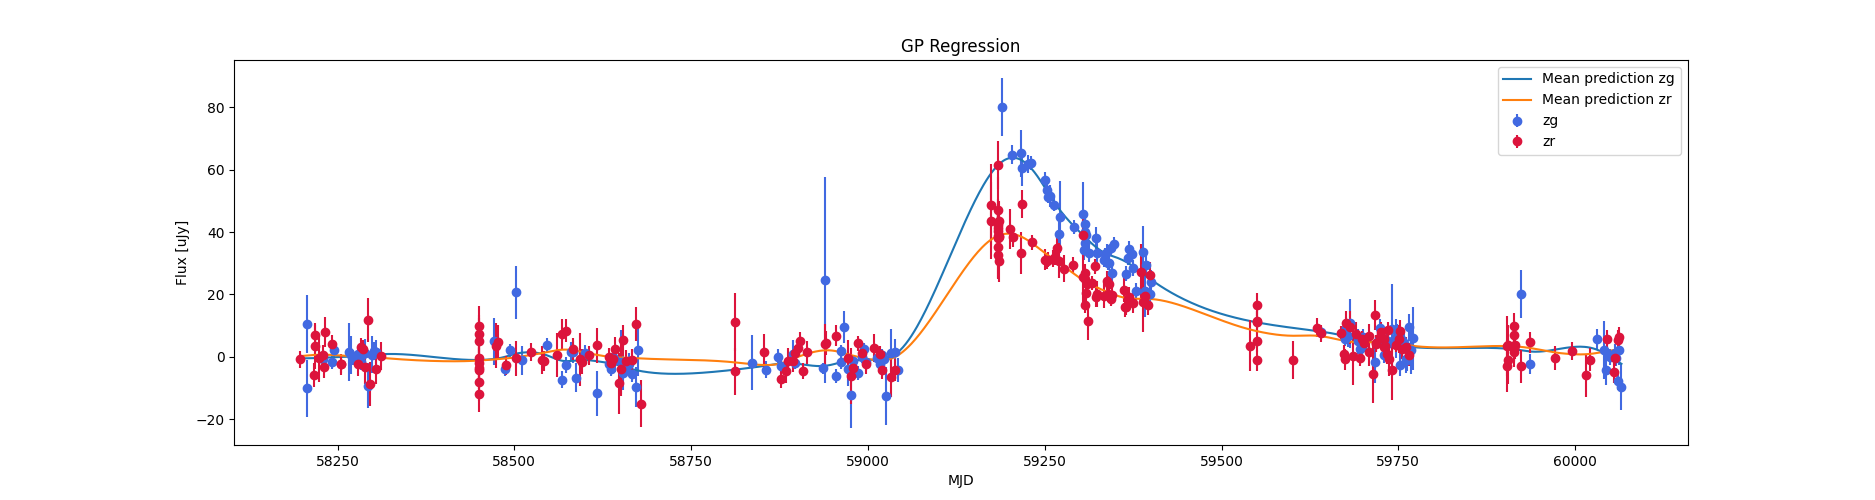 GP Regression
Mean prediction zg
Mean prediction zr
zg
zr
Flux [uJy]
80
60
40
20
0
−20
58250 58500 58750 59000 59250 59500 59750 60000
MJD